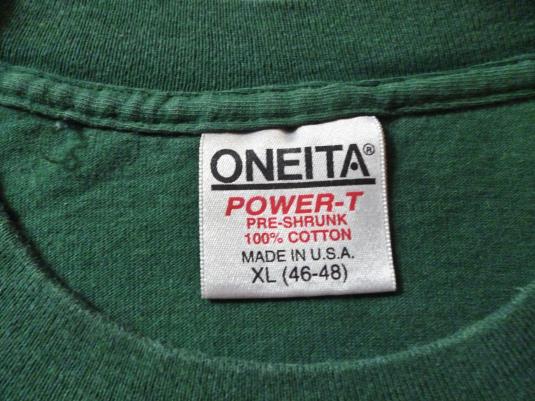 ONEITA®
POWER-T
PRE-SHRUNK
100% COTTON
MADE IN U.S.A.
XL (46-48)